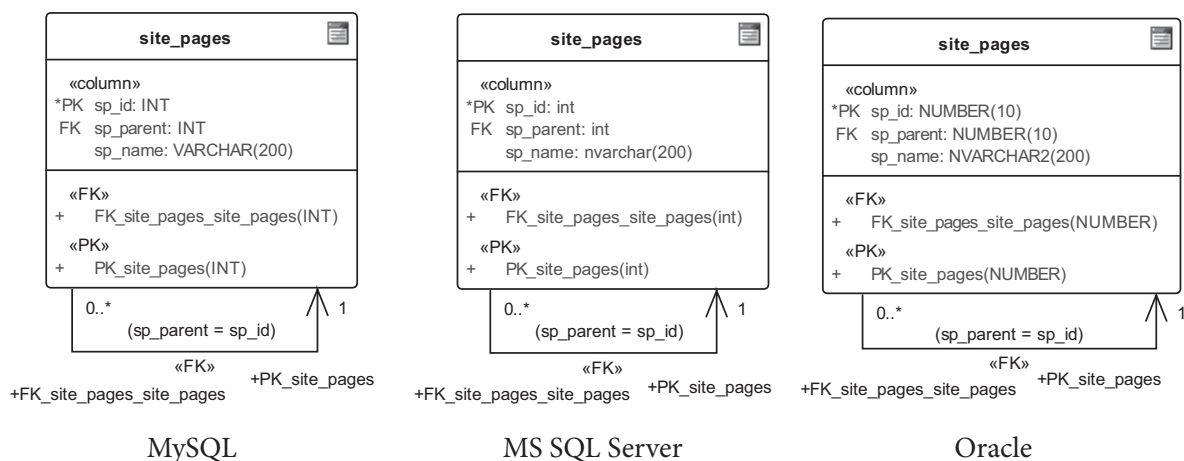 site_pages
«column»
*PK sp_id: INT
FK sp_parent: INT
sp_name: VARCHAR(200)
«FK»
+ FK_site_pages_site_pages(INT)
«PK»
+ PK_site_pages(INT)
0..*
1
(sp_parent = sp_id)
«FK»
+PK_site_pages
+FK_site_pages_site_pages
MySQL
site_pages
«column»
*PK sp_id: int
FK sp_parent: int
sp_name: nvarchar(200)
«FK»
+ FK_site_pages_site_pages(int)
«PK»
+ PK_site_pages(int)
0..*
1
(sp_parent = sp_id)
«FK»
+PK_site_pages
+FK_site_pages_site_pages
MS SQL Server
site_pages
«column»
*PK sp_id: NUMBER(10)
FK sp_parent: NUMBER(10)
sp_name: NVARCHAR2(200)
«FK»
+ FK_site_pages_site_pages(NUMBER)
«PK»
+ PK_site_pages(NUMBER)
0..*
1
(sp_parent = sp_id)
«FK»
+PK_site_pages
+FK_site_pages_site_pages
Oracle